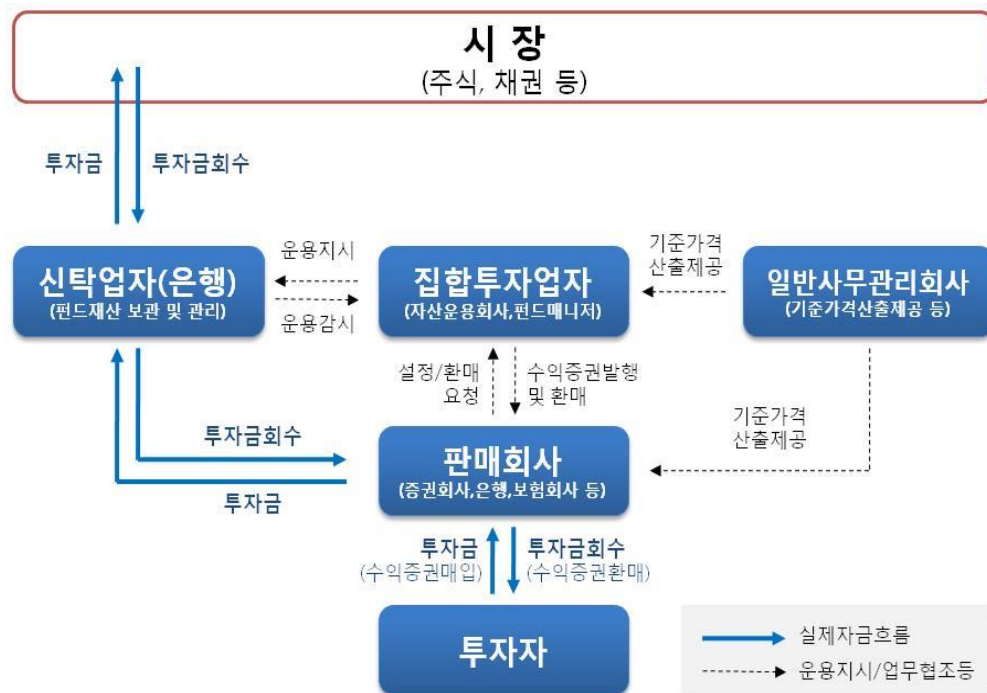 시 장
(주식, 채권 등)
투자금
투자금회수
신탁업자(은행)
(펀드재산 보관 및 관리)
운용지시
운용감시
집합투자업자
(자산운용회사,펀드매니저)
기준가격
산출제공
일반사무관리회사
(기준가격산출제공 등)
설정/환매
요청
수익증권발행
및 환매
기준가격
산출제공
투자금회수
투자금
판매회사
(증권회사,은행,보험회사 등)
투자금
(수익증권매입)
투자금회수
(수익증권환매)
투자자
실제자금흐름
운용지시/업무협조등